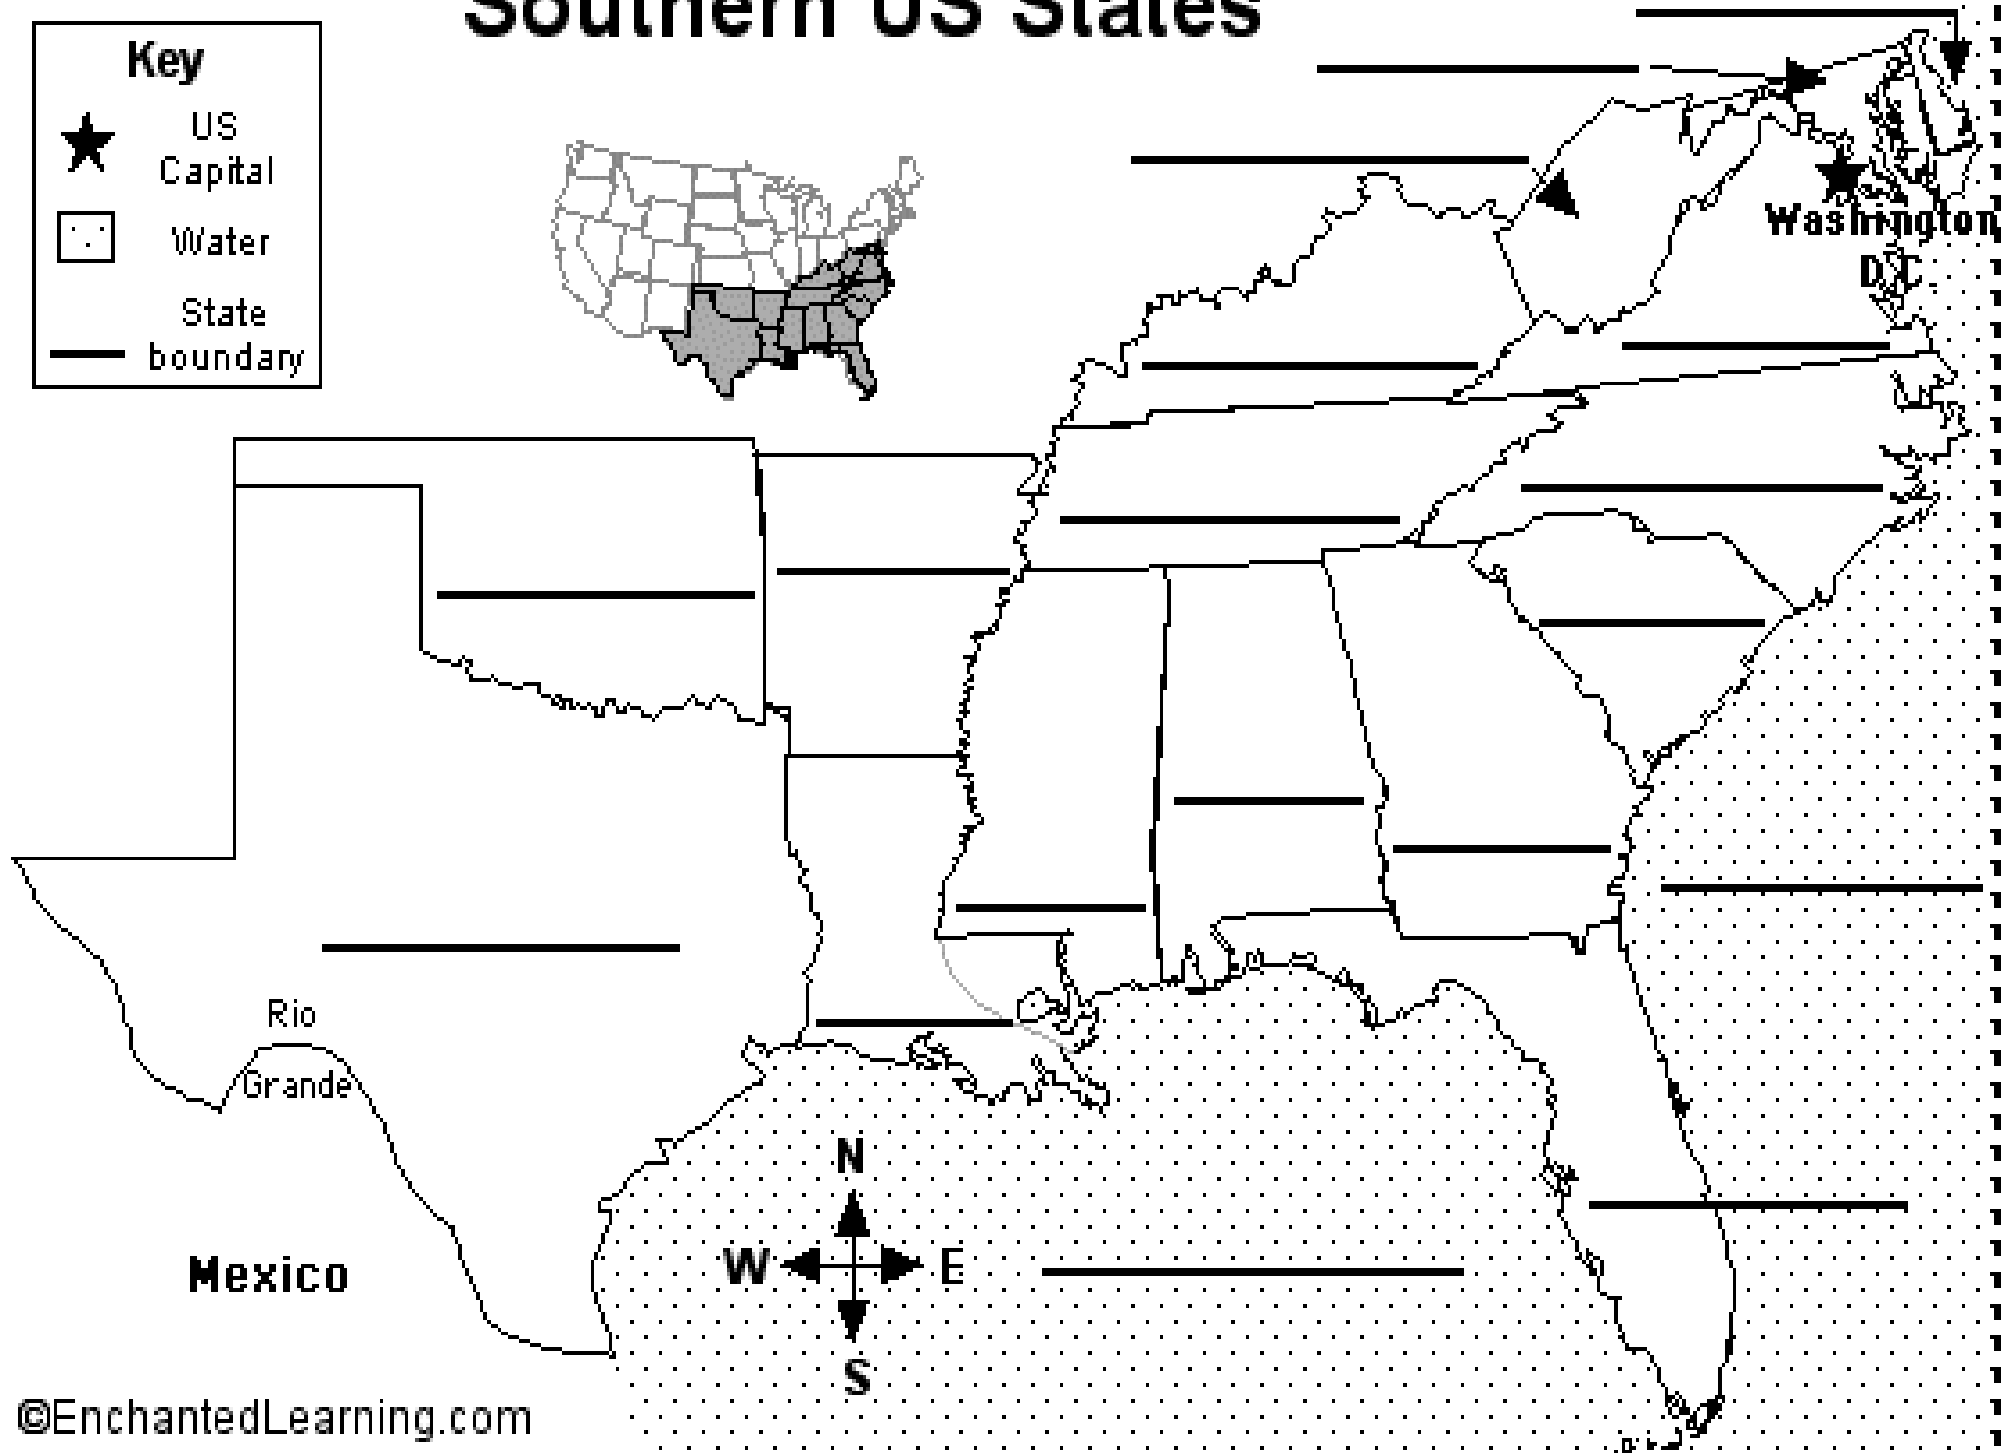 Southern US States
Key
US
Capital
Water
State
boundary
Washington
D.C.
Rio
Grande
Mexico
N
W E
S
©EnchantedLearning.com